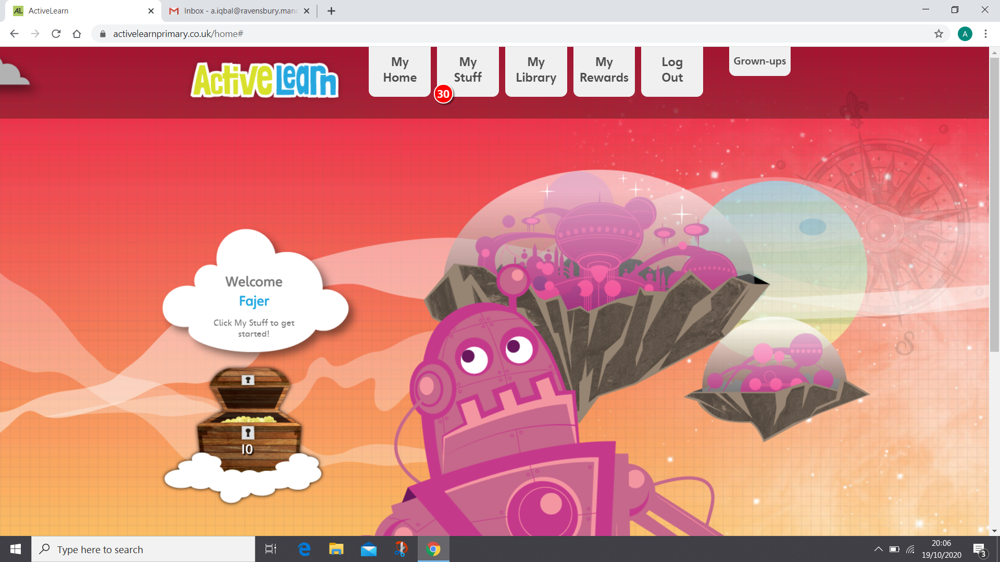 AL ActiveLearn
Inbox - a.iqbal@ravensbury.manc
activelearnprimary.co.uk/home#
A
ActiveLearn
My
Home
My
Stuff
30
My
Library
My
Rewards
Log
Out
Grown-ups
Welcome
Fajer
Click My Stuff to get
started!
10
Type here to search
20:06
19/10/2020
3